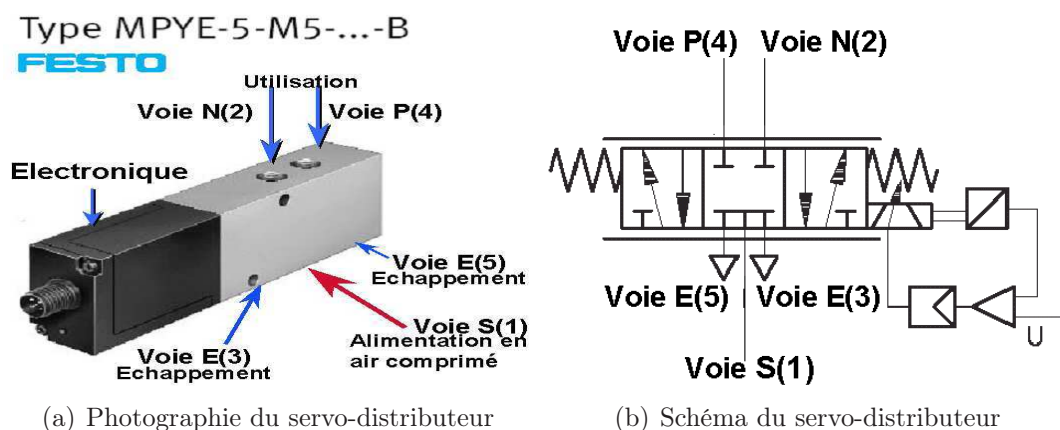 Type MPYE-5-M5-...-B
FESTO
Utilisation
Voie N(2)
Voie P(4)
Electronique
Voie E(5)
Echappement
Voie S(1)
Alimentation en
air comprimé
Voie E(3)
Echappement
(a) Photographie du servo-distributeur
Voie P(4)
Voie N(2)
Voie E(5)
Voie E(3)
U
Voie S(1)
(b) Schéma du servo-distributeur